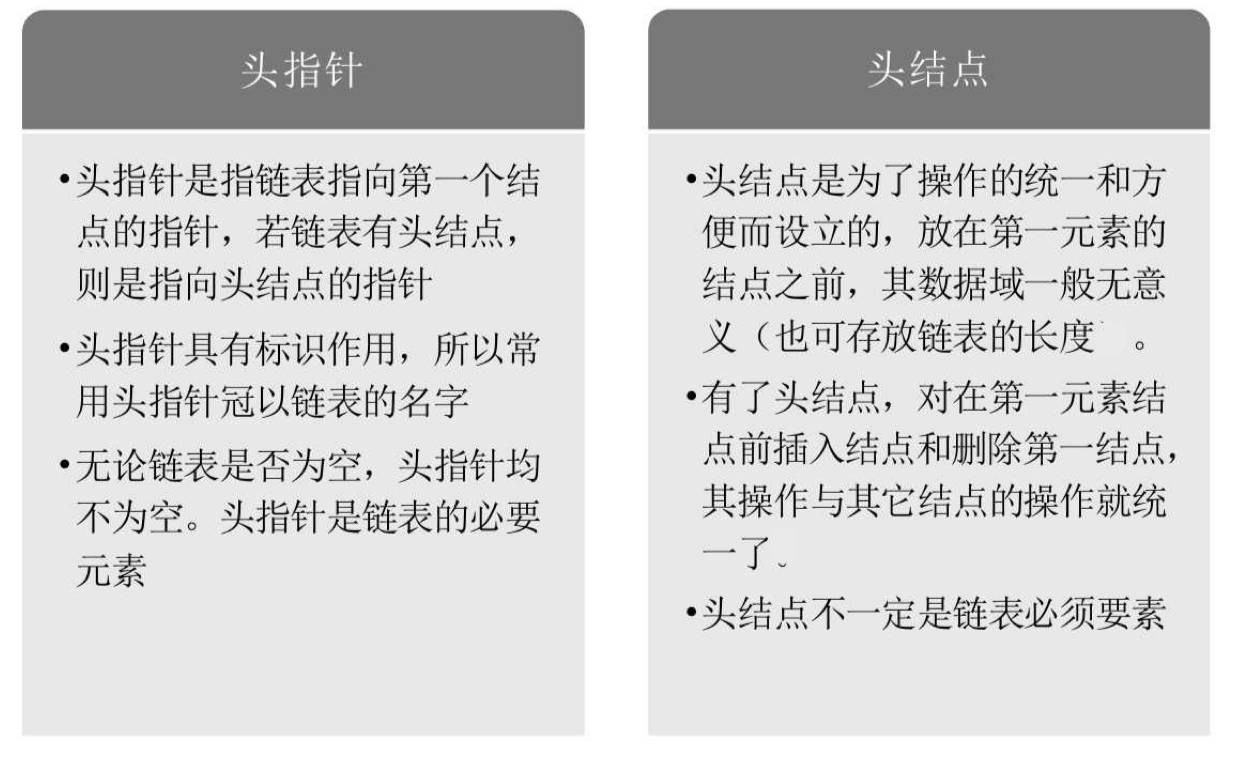 头指针
•头指针是指链表指向第一个结
点的指针，若链表有头结点，
则是指向头结点的指针
•头指针具有标识作用，所以常
用头指针冠以链表的名字
•无论链表是否为空，头指针均
不为空。头指针是链表的必要
元素
头结点
•头结点是为了操作的统一和方
便而设立的，放在第一元素的
结点之前，其数据域一般无意
义（也可存放链表的长度 。
•有了头结点，对在第一元素结
点前插入结点和删除第一结点，
其操作与其它结点的操作就统
一了。
•头结点不一定是链表必须要素